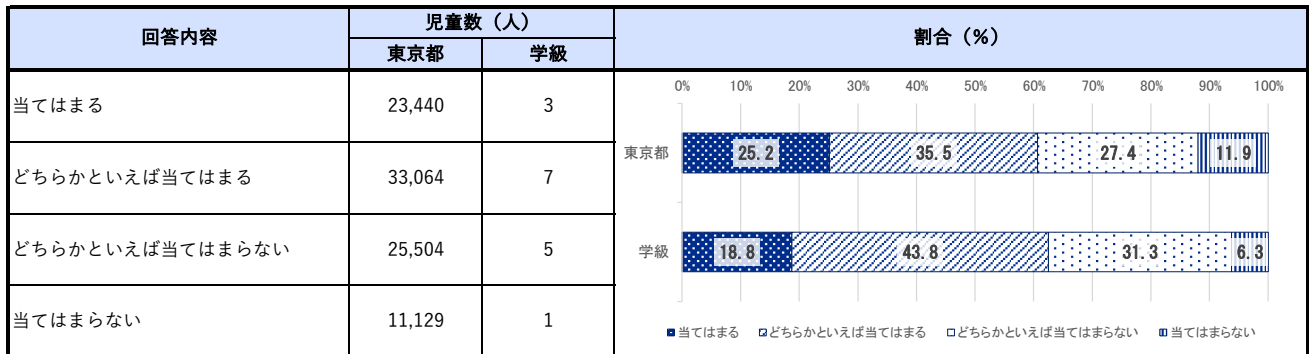 回答内容 児童数（人） 割合（%）
東京都 学級
当てはまる 23,440 3
どちらかといえば当てはまる 33,064 7
どちらかといえば当てはまらない 25,504 5
当てはまらない 11,129 1
0% 10% 20% 30% 40% 50% 60% 70% 80% 90% 100%
東京都 25.2 35.5 27.4 11.9
学級 18.8 43.8 31.3 6.3
当てはまる どちらかといえば当てはまる どちらかといえば当てはまらない 当てはまらない